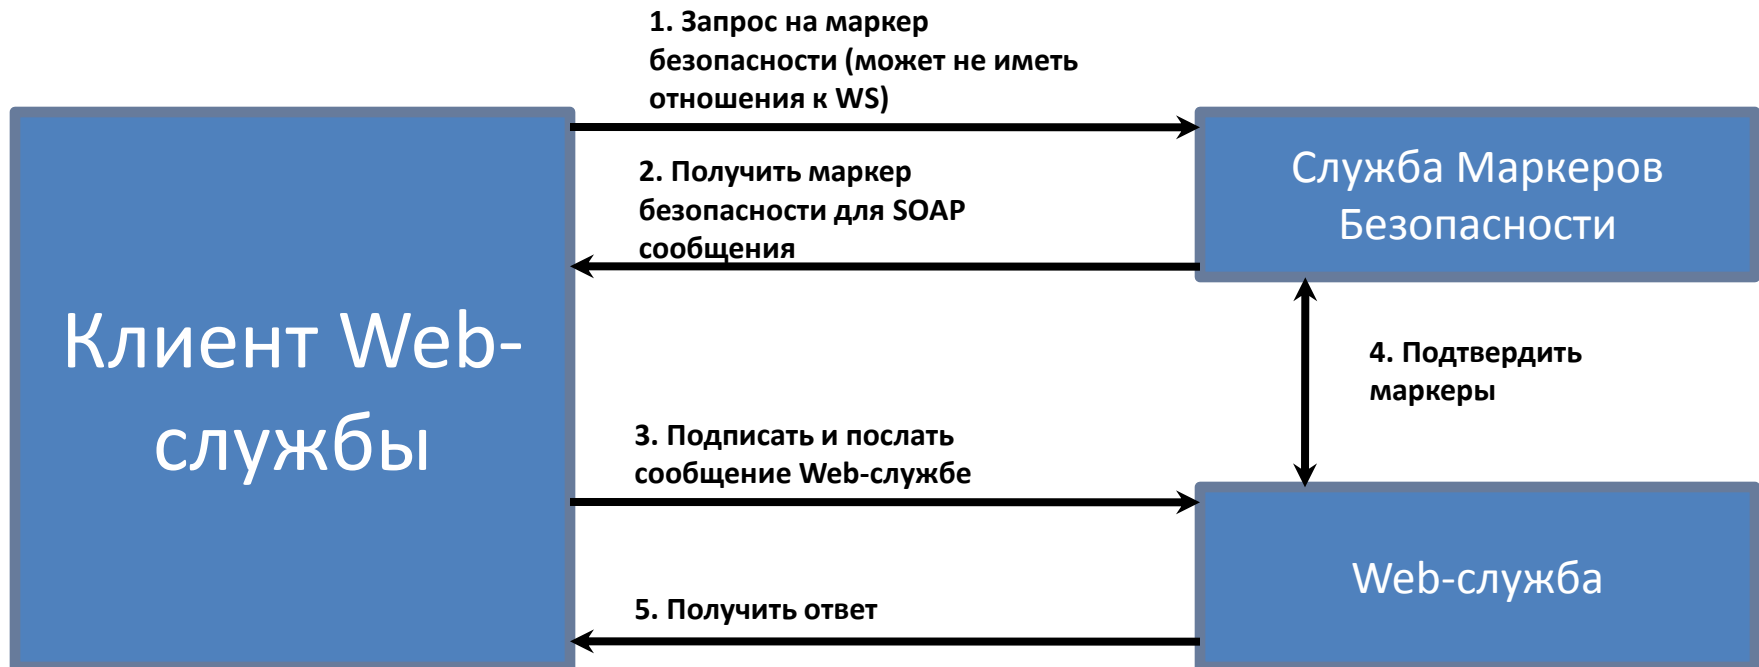 1. Запрос на маркер
безопасности (может не иметь
отношения к WS)
2. Получить маркер
безопасности для SOAP
сообщения
Служба Маркеров
Безопасности
Клиент Web-
службы
4. Подтвердить
маркеры
3. Подписать и послать
сообщение Web-службе
Web-служба
5. Получить ответ